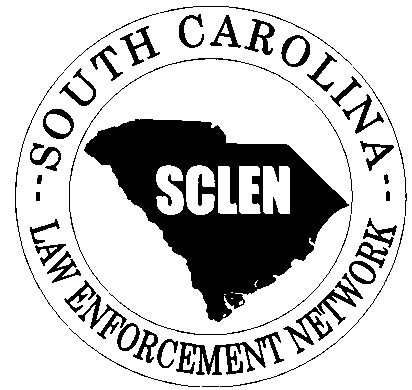 --SOUTH CAROLINA--
SCLEN
LAW ENFORCEMENT NETWORK